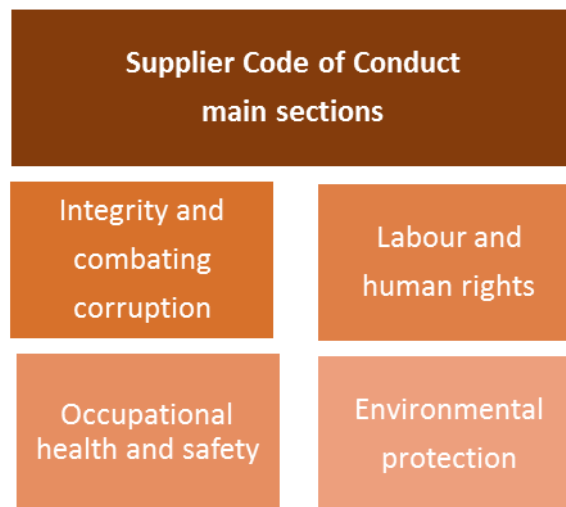 Supplier Code of Conduct
main sections
Integrity and
combating
corruption
Labour and
human rights
Occupational
health and safety
Environmental
protection